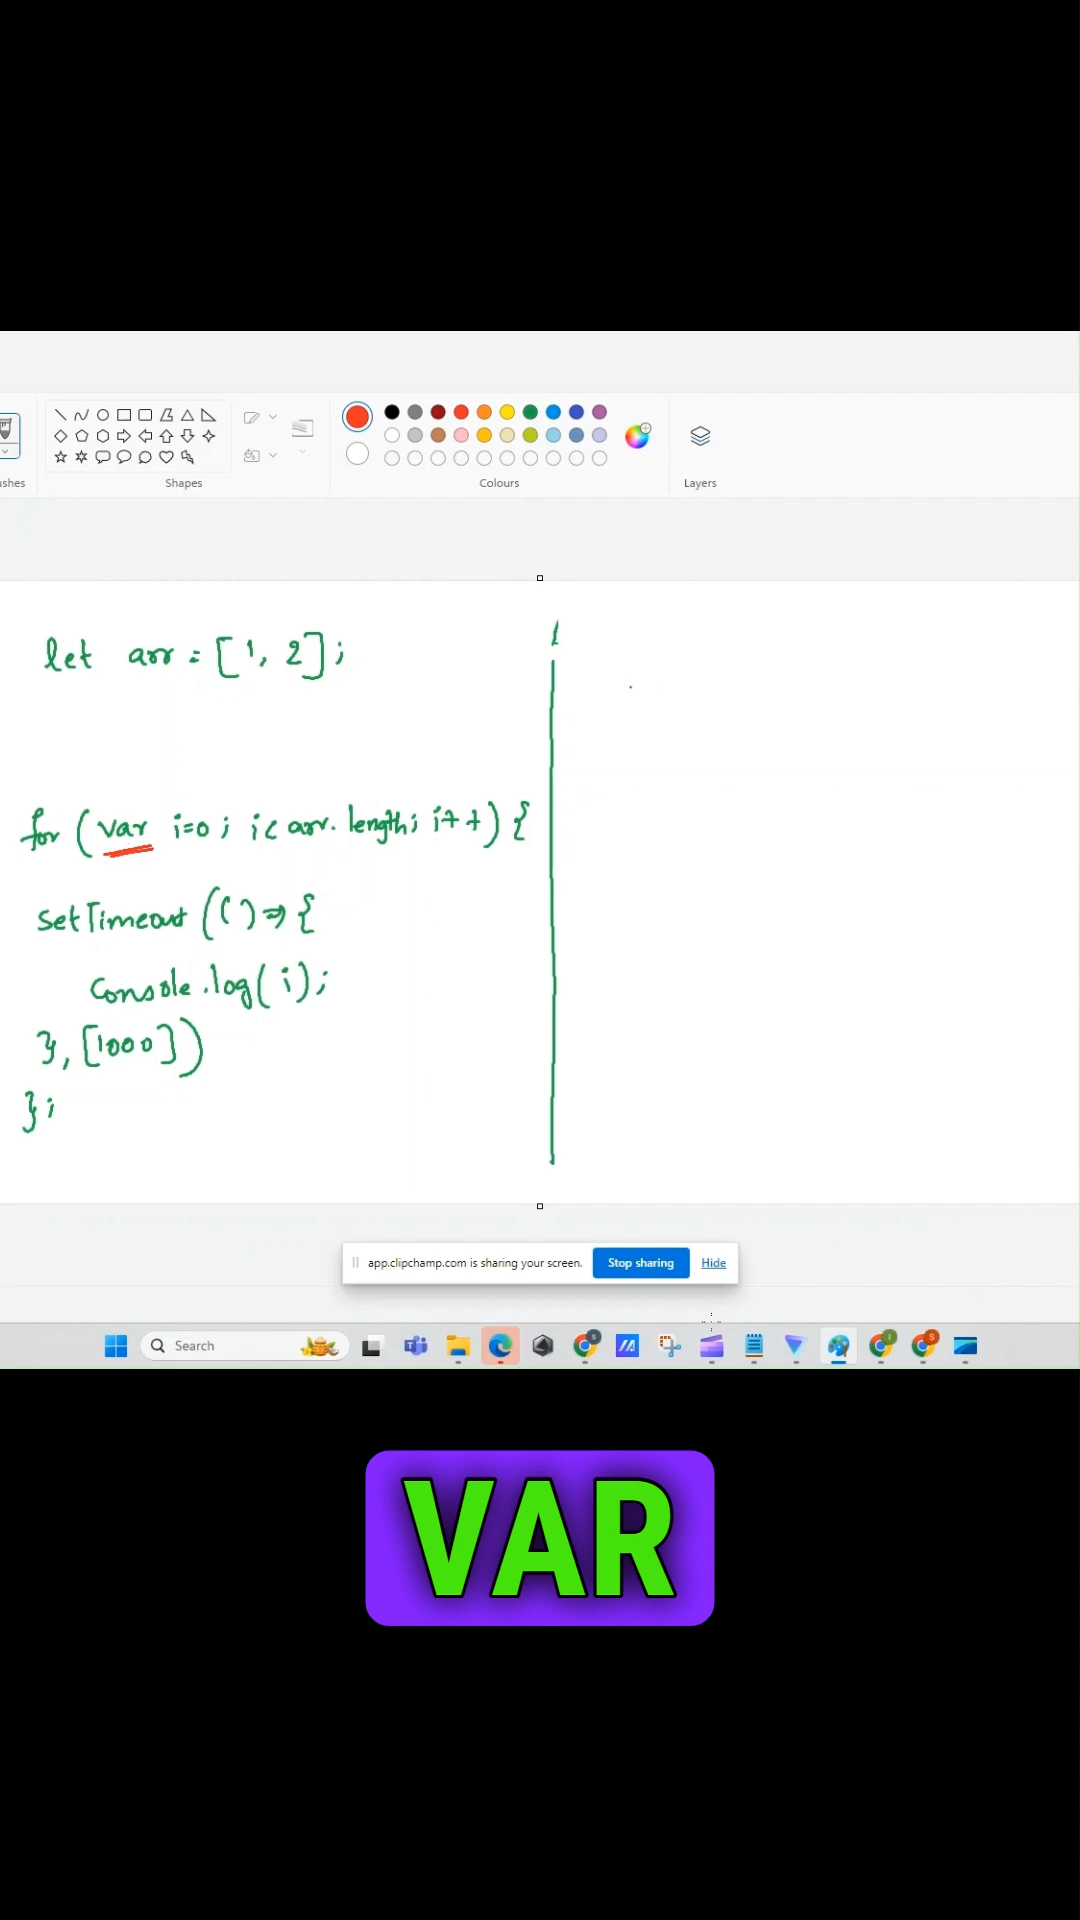 ushes
Shapes
Colours
Layers
let arr = [1, 2];
for (var i=0; i< arr.length; i++) {
setTimeout (() => {
console.log(i);
}, [1000])
};
app.clipchamp.com is sharing your screen. Stop sharing Hide
Search
VAR